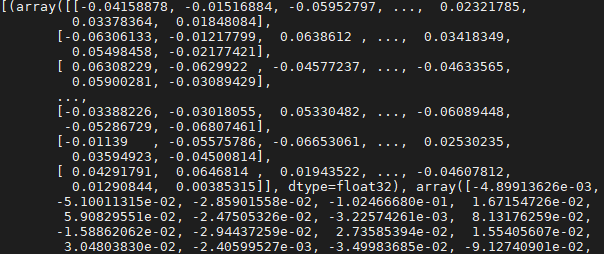 [(array([[-0.04158878, -0.01516884, -0.05952797, ...,  0.02321785,
         0.03378364,  0.01848084],
       [-0.06306133, -0.01217799,  0.0638612 , ...,  0.03418349,
         0.05498458, -0.02177421],
       [ 0.06308229, -0.0629922 , -0.04577237, ..., -0.04633565,
         0.05900281, -0.03089429],
       ...,
       [-0.03388226, -0.03018055,  0.05330482, ..., -0.06089448,
        -0.05286729, -0.06807461],
       [-0.01139   , -0.05575786, -0.06653061, ...,  0.02530235,
         0.03594923, -0.04500814],
       [ 0.04291791,  0.0646814 ,  0.01943522, ..., -0.04607812,
         0.01290844,  0.00385315]], dtype=float32), array([-4.89913626e-03,
       -5.10011315e-02, -2.85901558e-02, -1.02466680e-01,  1.67154726e-02,
        5.90829551e-02, -2.47505326e-02, -3.22574261e-03,  8.13176259e-02,
       -1.58862062e-02, -2.94437259e-02,  2.73585394e-02,  1.55405607e-02,
        3.04803830e-02, -2.40599527e-03, -3.49983685e-02, -9.12740901e-02,